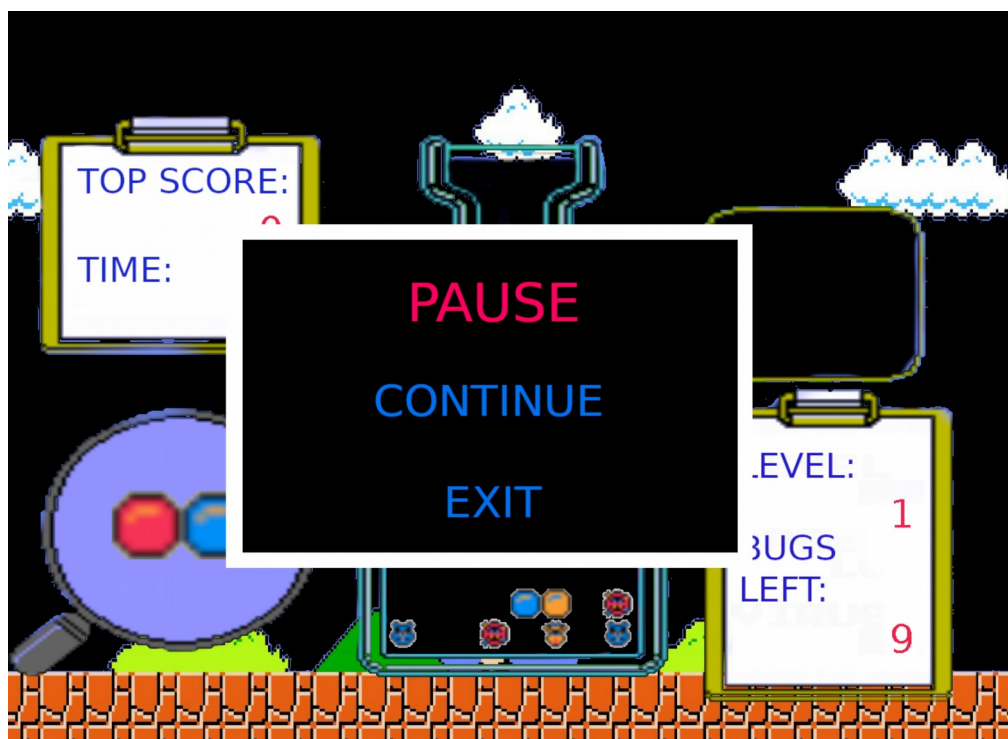 TOP SCORE:
0
TIME:
PAUSE
CONTINUE
EXIT
LEVEL:
1
BUGS
LEFT:
9